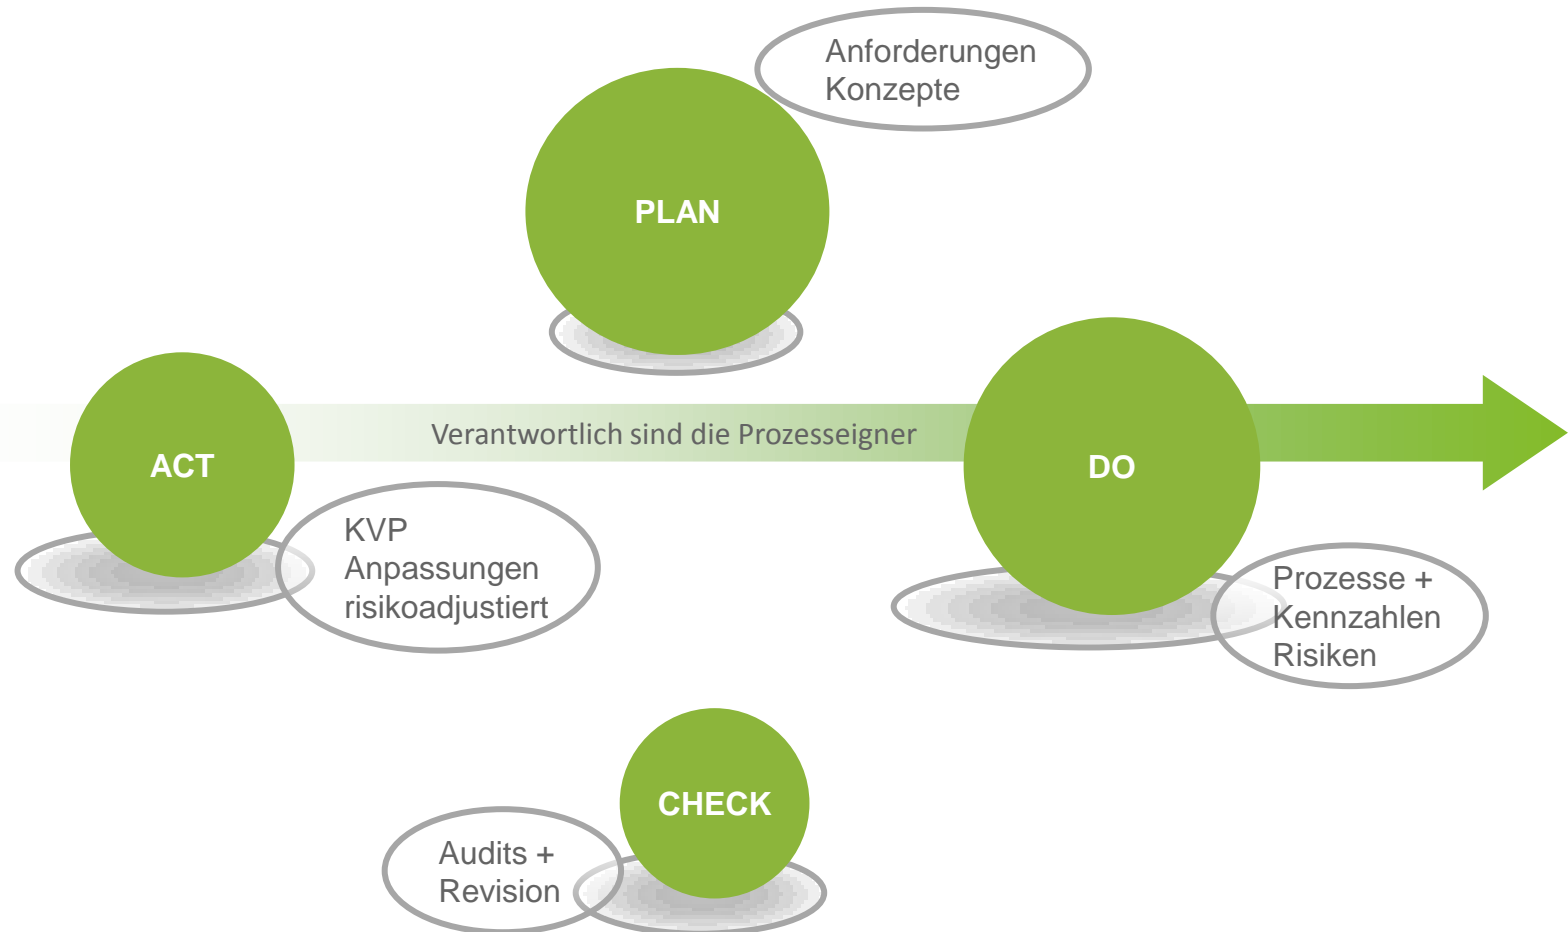 Anforderungen
Konzepte
PLAN
Verantwortlich sind die Prozesseigner
ACT
DO
KVP
Anpassungen
risikoadjustiert
Prozesse +
Kennzahlen
Risiken
CHECK
Audits +
Revision